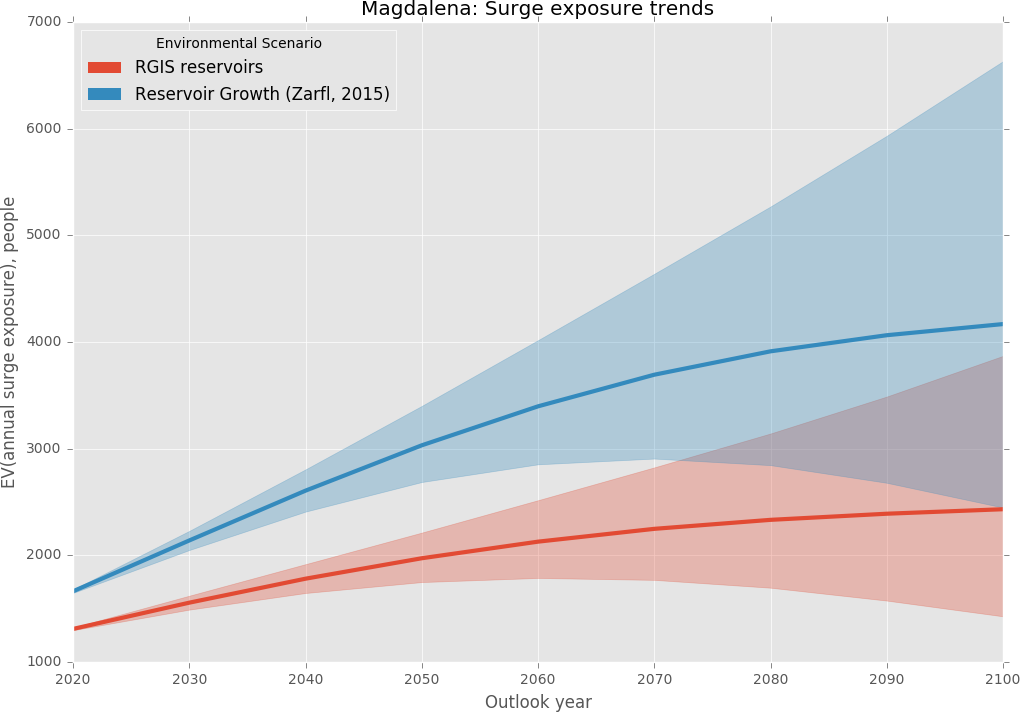 Magdalena: Surge exposure trends
7000
6000
5000
4000
3000
2000
1000
EV(annual surge exposure), people
Environmental Scenario
RGIS reservoirs
Reservoir Growth (Zarfl, 2015)
2020 2030 2040 2050 2060 2070 2080 2090 2100
Outlook year